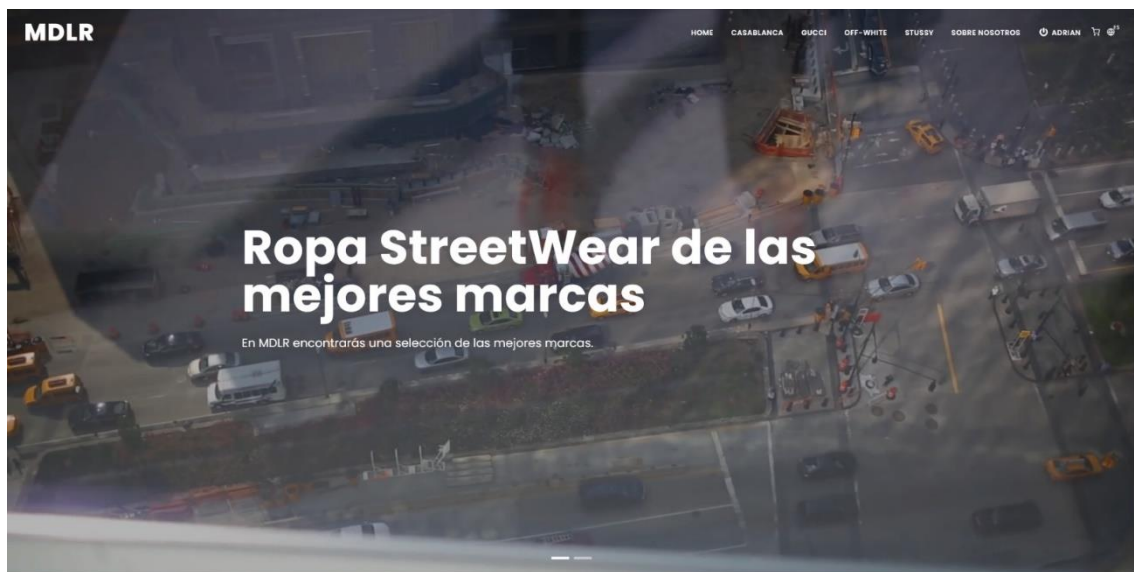 MDLR
HOME CASABLANCA GUCCI OFF-WHITE STUSSY SOBRE NOSOTROS ADRIAN ES
Ropa StreetWear de las
mejores marcas
En MDLR encontrarás una selección de las mejores marcas.